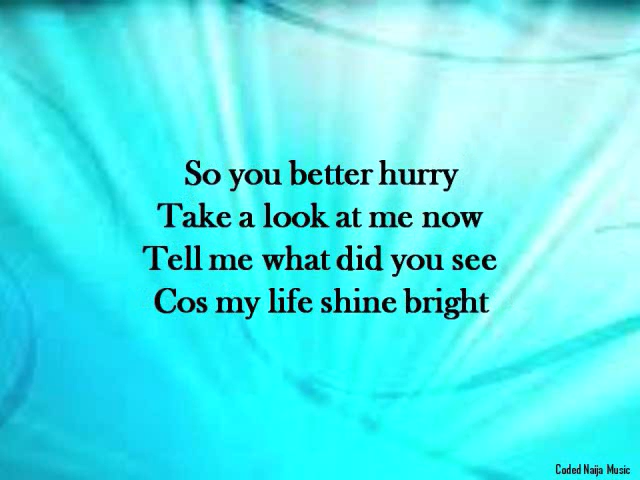 So you better hurry
Take a look at me now
Tell me what did you see
Cos my life shine bright
Coded Naija Music